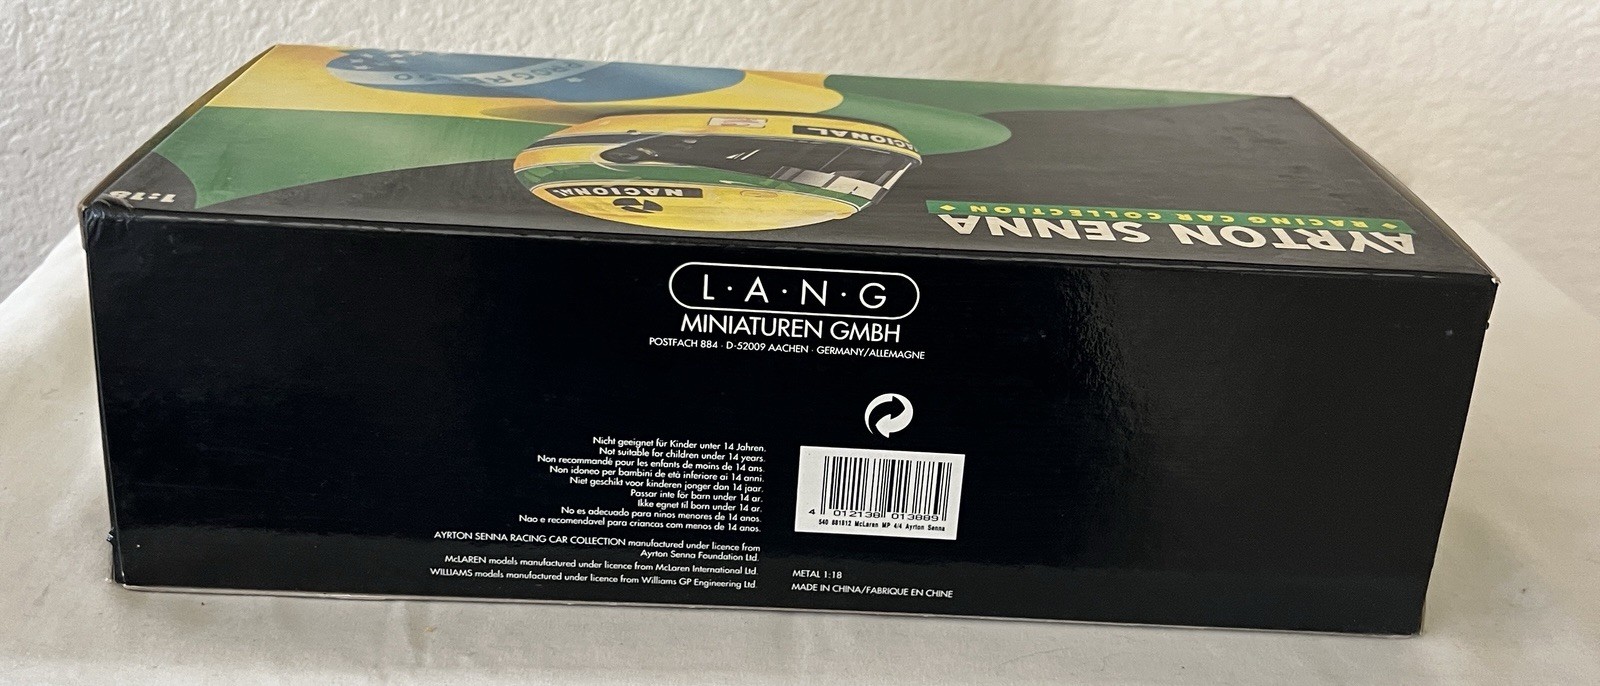 PROGRESSO
NACIONAL
NACIONAL
1:18
AYRTON SENNA
RACING CAR COLLECTION
L·A·N·G
MINIATUREN GMBH
POSTFACH 884 · D-52009 AACHEN · GERMANY/ALLEMAGNE
Nicht geeignet für Kinder unter 14 Jahren.
Not suitable for children under 14 years.
Non recommandé pour les enfants de moins de 14 ans.
Non idoneo per bambini de età inferiore ai 14 anni.
Niet geschikt voor kinderen jonger dan 14 jaar.
Passar inte för barn under 14 ar.
Ikke egnet til born under 14 ar.
No es adecuado para ninos menores de 14 anos.
Nao e recomendavel para criancas com menos de 14 anos.
AYRTON SENNA RACING CAR COLLECTION manufactured under licence from
Ayrton Senna Foundation Ltd.
McLAREN models manufactured under licence from McLaren International Ltd.
WILLIAMS models manufactured under licence from Williams GP Engineering Ltd.
4 012138 013889
540 881812 McLaren MP 4/4 Ayrton Senna
METAL 1:18
MADE IN CHINA/FABRIQUE EN CHINE